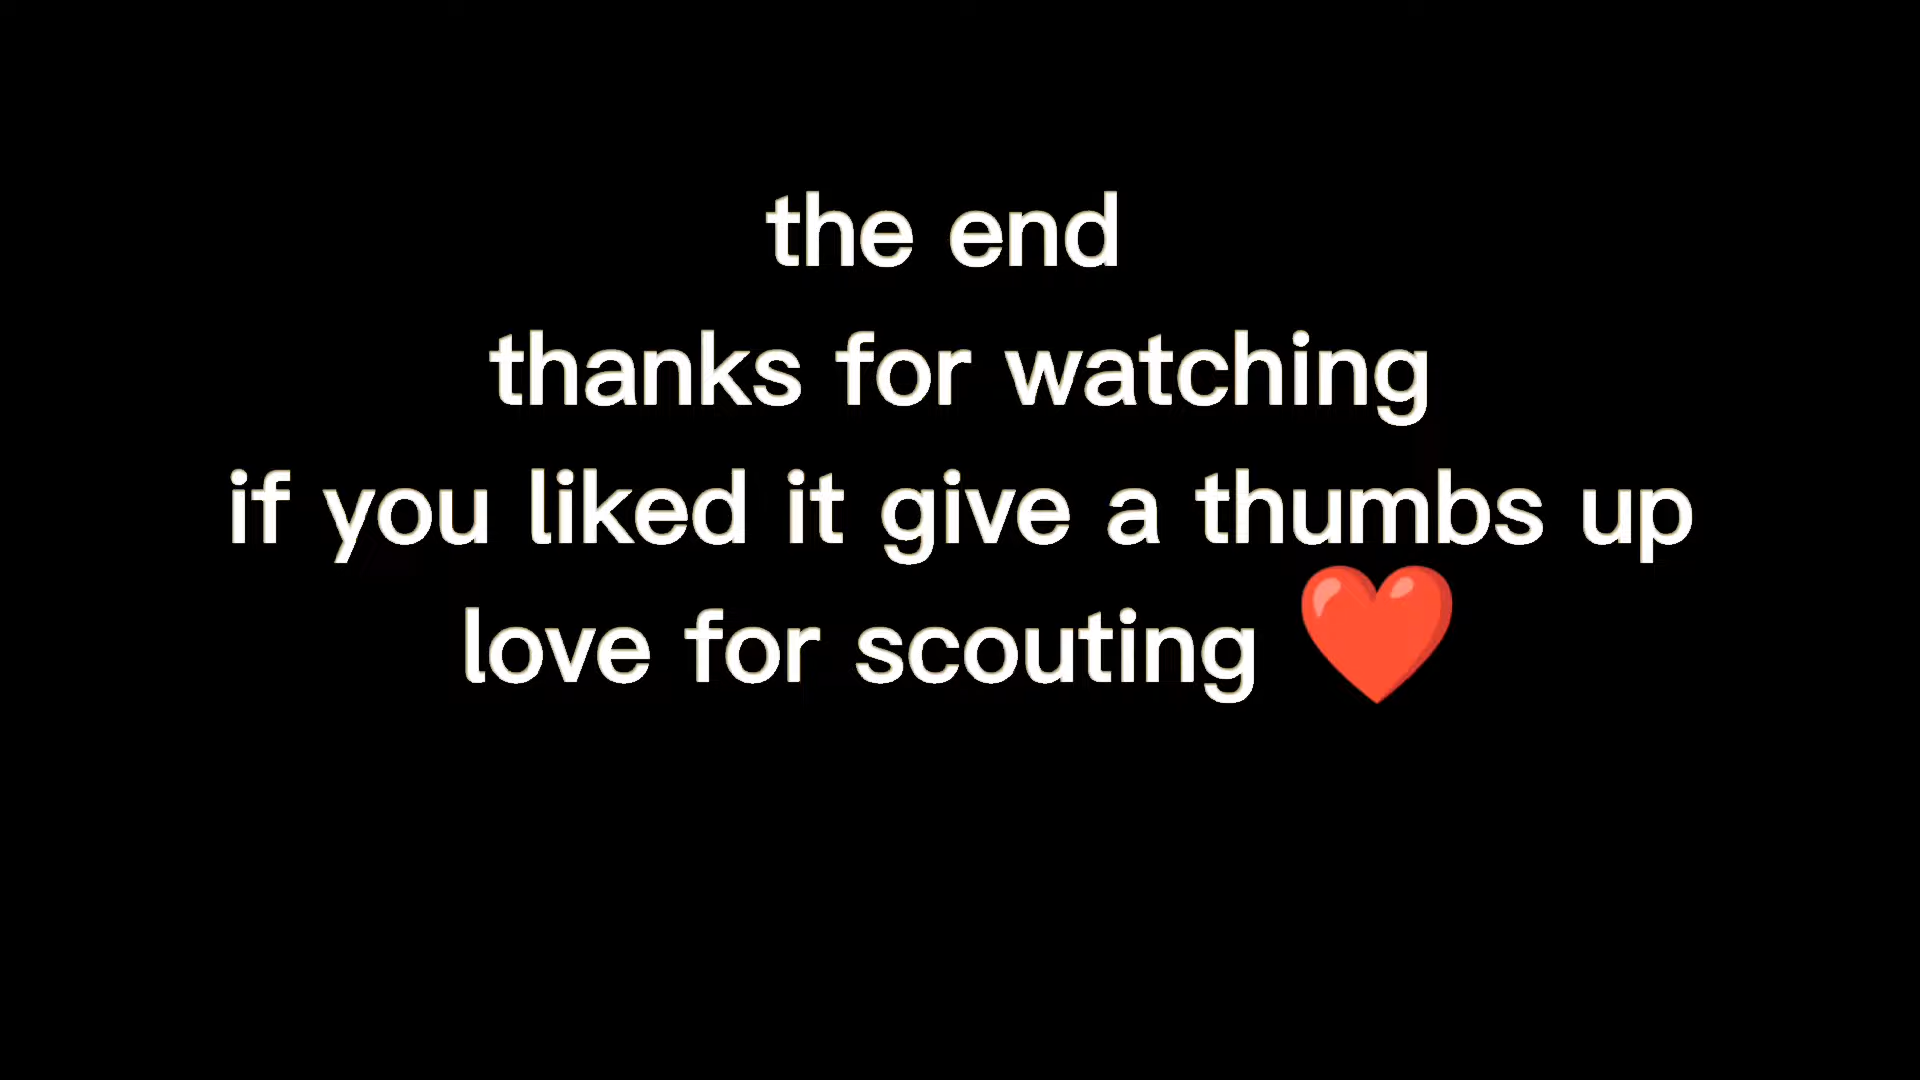 the end
thanks for watching
if you liked it give a thumbs up
love for scouting ❤️